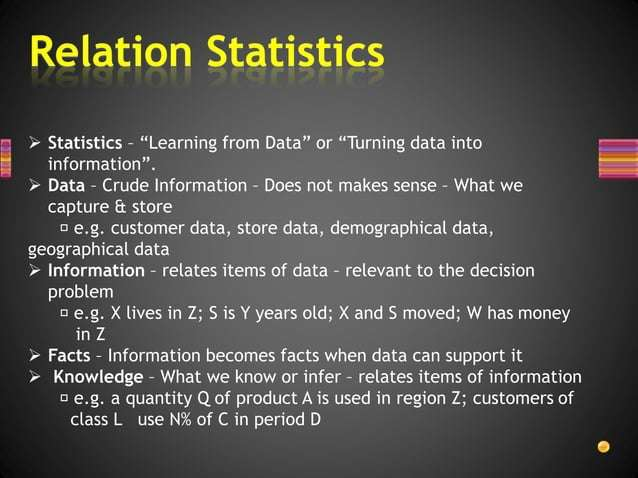 Relation Statistics
➢ Statistics – “Learning from Data” or “Turning data into
information”.
➢ Data – Crude Information – Does not makes sense – What we
capture & store
▫ e.g. customer data, store data, demographical data,
geographical data
➢ Information – relates items of data – relevant to the decision
problem
▫ e.g. X lives in Z; S is Y years old; X and S moved; W has money
in Z
➢ Facts – Information becomes facts when data can support it
➢ Knowledge – What we know or infer – relates items of information
▫ e.g. a quantity Q of product A is used in region Z; customers of
class L use N% of C in period D